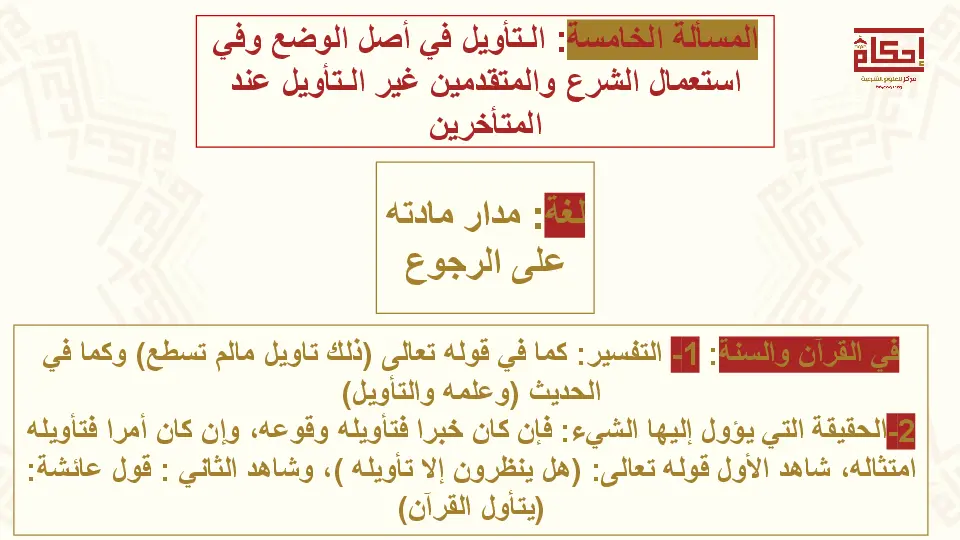 المسألة الخامسة: التأويل في أصل الوضع وفي
استعمال الشرع والمتقدمين غير التأويل عند
المتأخرين
إحكام
مركز للعلوم الشرعية
لغة: مدار مادته
على الرجوع
في القرآن والسنة: 1- التفسير: كما في قوله تعالى (ذلك تاويل مالم تسطع) وكما في
الحديث (وعلمه والتأويل)
2-الحقيقة التي يؤول إليها الشيء: فإن كان خبرا فتأويله وقوعه، وإن كان أمرا فتأويله
امتثاله، شاهد الأول قوله تعالى: (هل ينظرون إلا تأويله )، وشاهد الثاني : قول عائشة:
(يتأول القرآن)